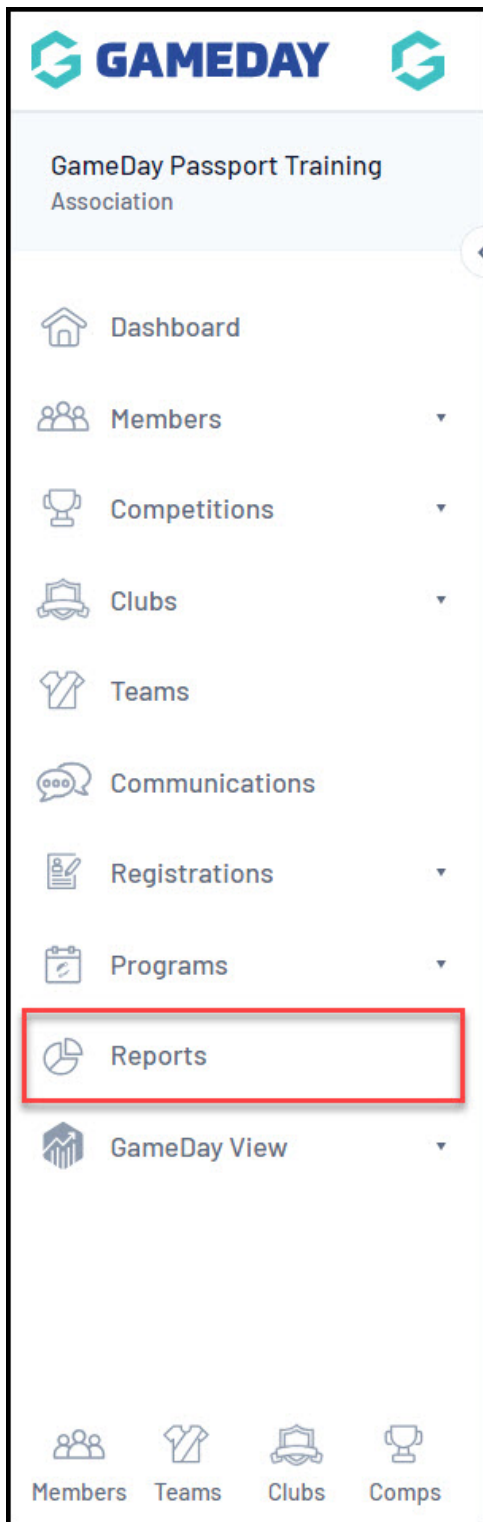 GAMEDAY
GameDay Passport Training
Association
Dashboard
Members
Competitions
Clubs
Teams
Communications
Registrations
Programs
Reports
GameDay View
Members Teams Clubs Comps